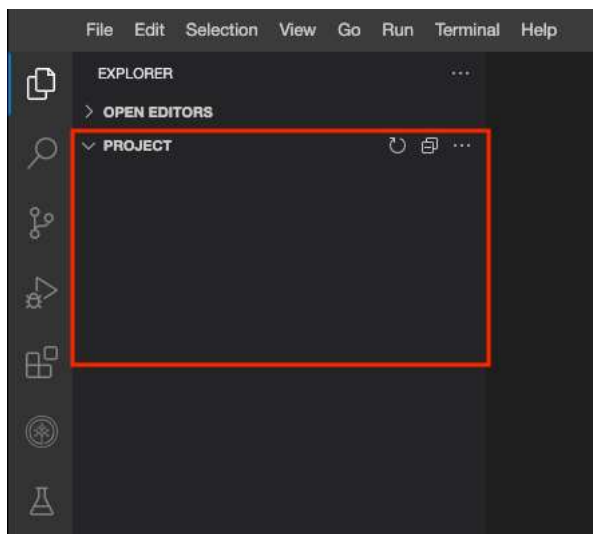 File Edit Selection View Go Run Terminal Help
EXPLORER
OPEN EDITORS
PROJECT